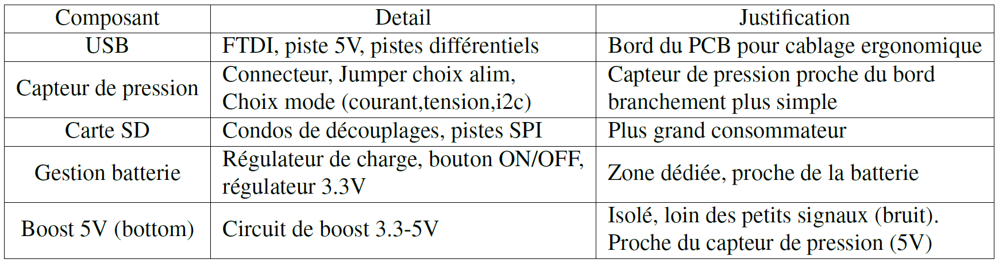 Composant Detail Justification
USB FTDI, piste 5V, pistes différentiels Bord du PCB pour cablage ergonomique
Capteur de pression Connecteur, Jumper choix alim, Capteur de pression proche du bord
Choix mode (courant,tension,i2c) branchement plus simple
Carte SD Condos de découplages, pistes SPI Plus grand consommateur
Gestion batterie Régulateur de charge, bouton ON/OFF, Zone dédiée, proche de la batterie
régulateur 3.3V
Boost 5V (bottom) Circuit de boost 3.3-5V Isolé, loin des petits signaux (bruit).
Proche du capteur de pression (5V)